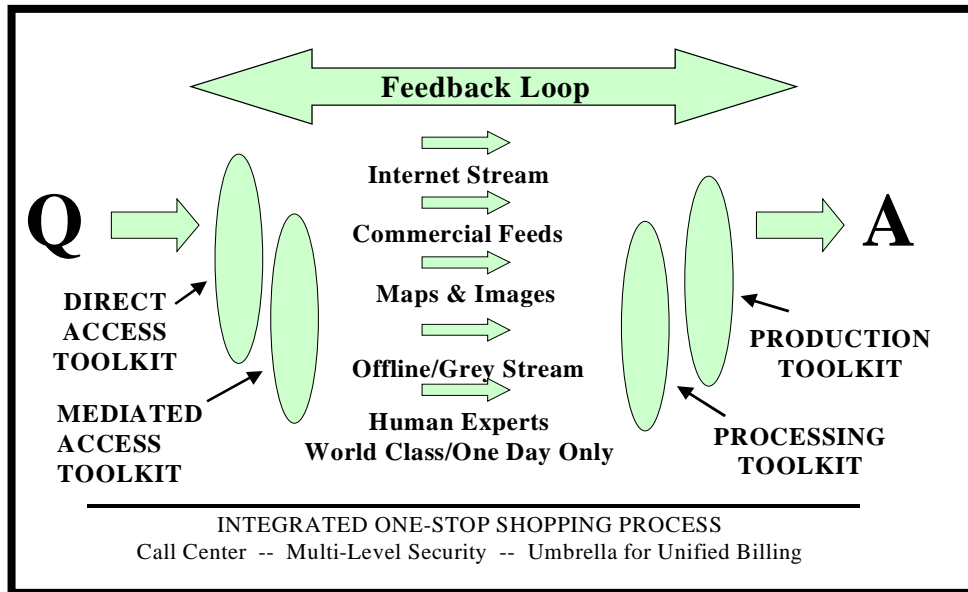 Feedback Loop
Q
DIRECT
ACCESS
TOOLKIT
MEDIATED
ACCESS
TOOLKIT
Internet Stream
Commercial Feeds
Maps & Images
Offline/Grey Stream
Human Experts
World Class/One Day Only
A
PRODUCTION
TOOLKIT
PROCESSING
TOOLKIT
INTEGRATED ONE-STOP SHOPPING PROCESS
Call Center -- Multi-Level Security -- Umbrella for Unified Billing